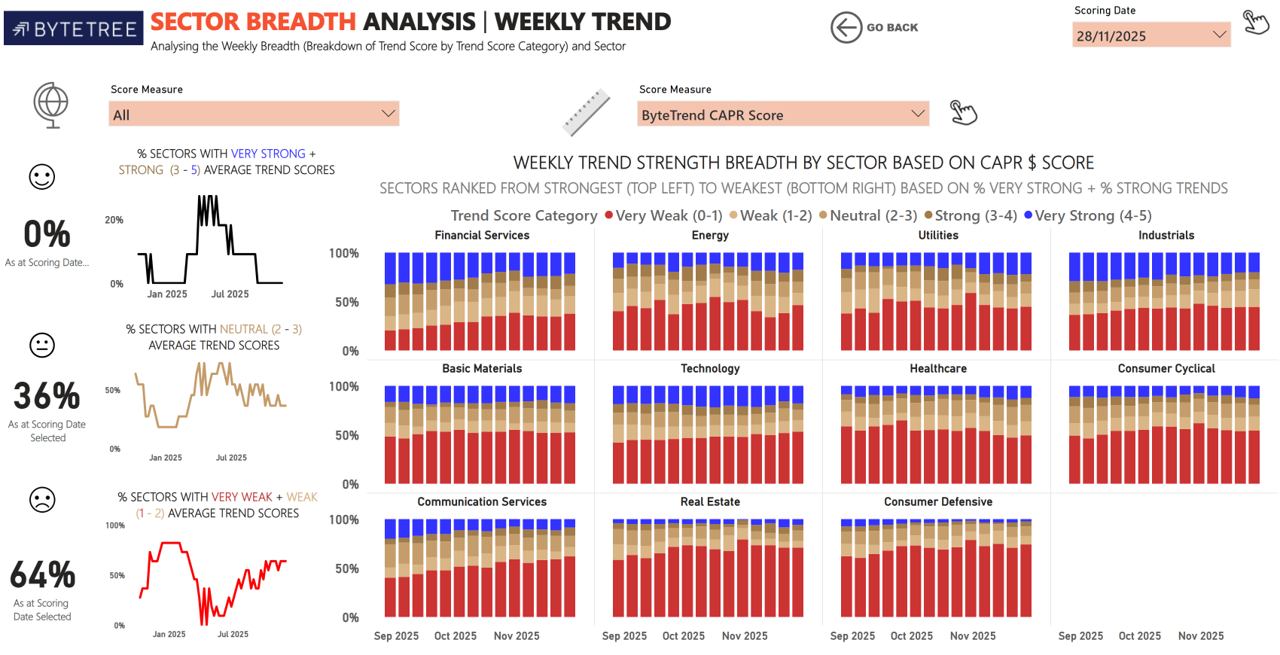 BYTETREE
SECTOR BREADTH ANALYSIS | WEEKLY TREND
Analysing the Weekly Breadth (Breakdown of Trend Score by Trend Score Category) and Sector
GO BACK
Scoring Date
28/11/2025
Score Measure
All
Score Measure
ByteTrend CAPR Score
% SECTORS WITH VERY STRONG +
STRONG (3 - 5) AVERAGE TREND SCORES
0%
As at Scoring Date...
20%
0%
Jan 2025 Jul 2025
% SECTORS WITH NEUTRAL (2 - 3)
AVERAGE TREND SCORES
36%
As at Scoring Date
Selected
50%
0%
Jan 2025 Jul 2025
% SECTORS WITH VERY WEAK + WEAK
(1 - 2) AVERAGE TREND SCORES
64%
As at Scoring
Date Selected
100%
50%
0%
Jan 2025 Jul 2025
WEEKLY TREND STRENGTH BREADTH BY SECTOR BASED ON CAPR $ SCORE
SECTORS RANKED FROM STRONGEST (TOP LEFT) TO WEAKEST (BOTTOM RIGHT) BASED ON % VERY STRONG + % STRONG TRENDS
Trend Score Category Very Weak (0-1) Weak (1-2) Neutral (2-3) Strong (3-4) Very Strong (4-5)
Financial Services Energy Utilities Industrials
100%
50%
0%
Basic Materials Technology Healthcare Consumer Cyclical
100%
50%
0%
Communication Services Real Estate Consumer Defensive
100%
50%
0%
Sep 2025 Oct 2025 Nov 2025 Sep 2025 Oct 2025 Nov 2025 Sep 2025 Oct 2025 Nov 2025 Sep 2025 Oct 2025 Nov 2025